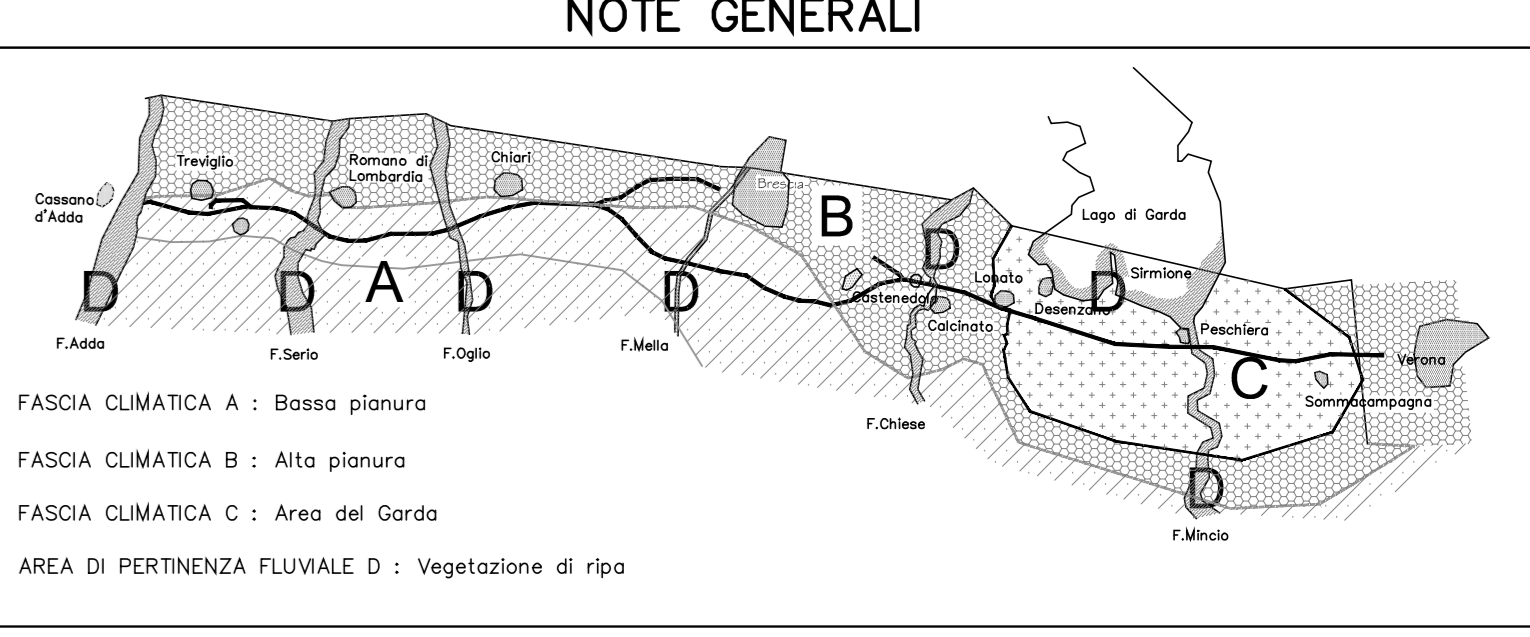 NOTE GENERALI
Treviglio
Romano di
Lombardia
Chiari
Brescia
Cassano
d'Adda
B
Lago di Garda
D
Lonato
Sirmione
D
D
A
D
D
D
Castenedolo
Desenzano
Calcinato
Peschiera
F.Adda
F.Serio
F.Oglio
F.Mella
Verona
C
Sommacampagna
F.Chiese
D
F.Mincio
FASCIA CLIMATICA A : Bassa pianura
FASCIA CLIMATICA B : Alta pianura
FASCIA CLIMATICA C : Area del Garda
AREA DI PERTINENZA FLUVIALE D : Vegetazione di ripa